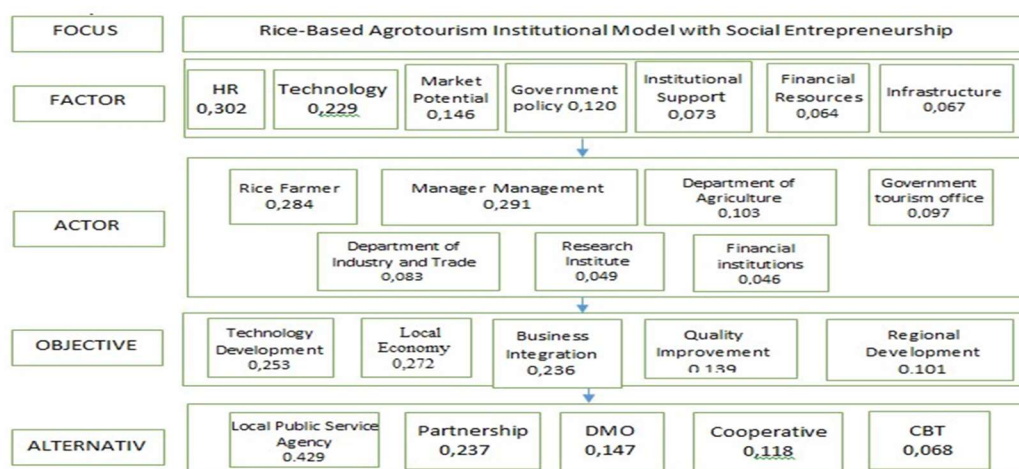 FOCUS
Rice-Based Agrotourism Institutional Model with Social Entrepreneurship
FACTOR
HR
0,302
Technology
0,229
Market
Potential
0,146
Government
policy 0,120
Institutional
Support
0,073
Financial
Resources
0,064
Infrastructure
0,067
ACTOR
Rice Farmer
0,284
Manager Management
0,291
Department of
Agriculture
0,103
Government
tourism office
0,097
Department of
Industry and Trade
0,083
Research
Institute
0,049
Financial
institutions
0,046
OBJECTIVE
Technology
Development
0,253
Local
Economy
0,272
Business
Integration
0,236
Quality
Improvement
0.139
Regional
Development
0.101
ALTERNATIV
Local Public Service
Agency
0.429
Partnership
0,237
DMO
0,147
Cooperative
0,118
CBT
0,068